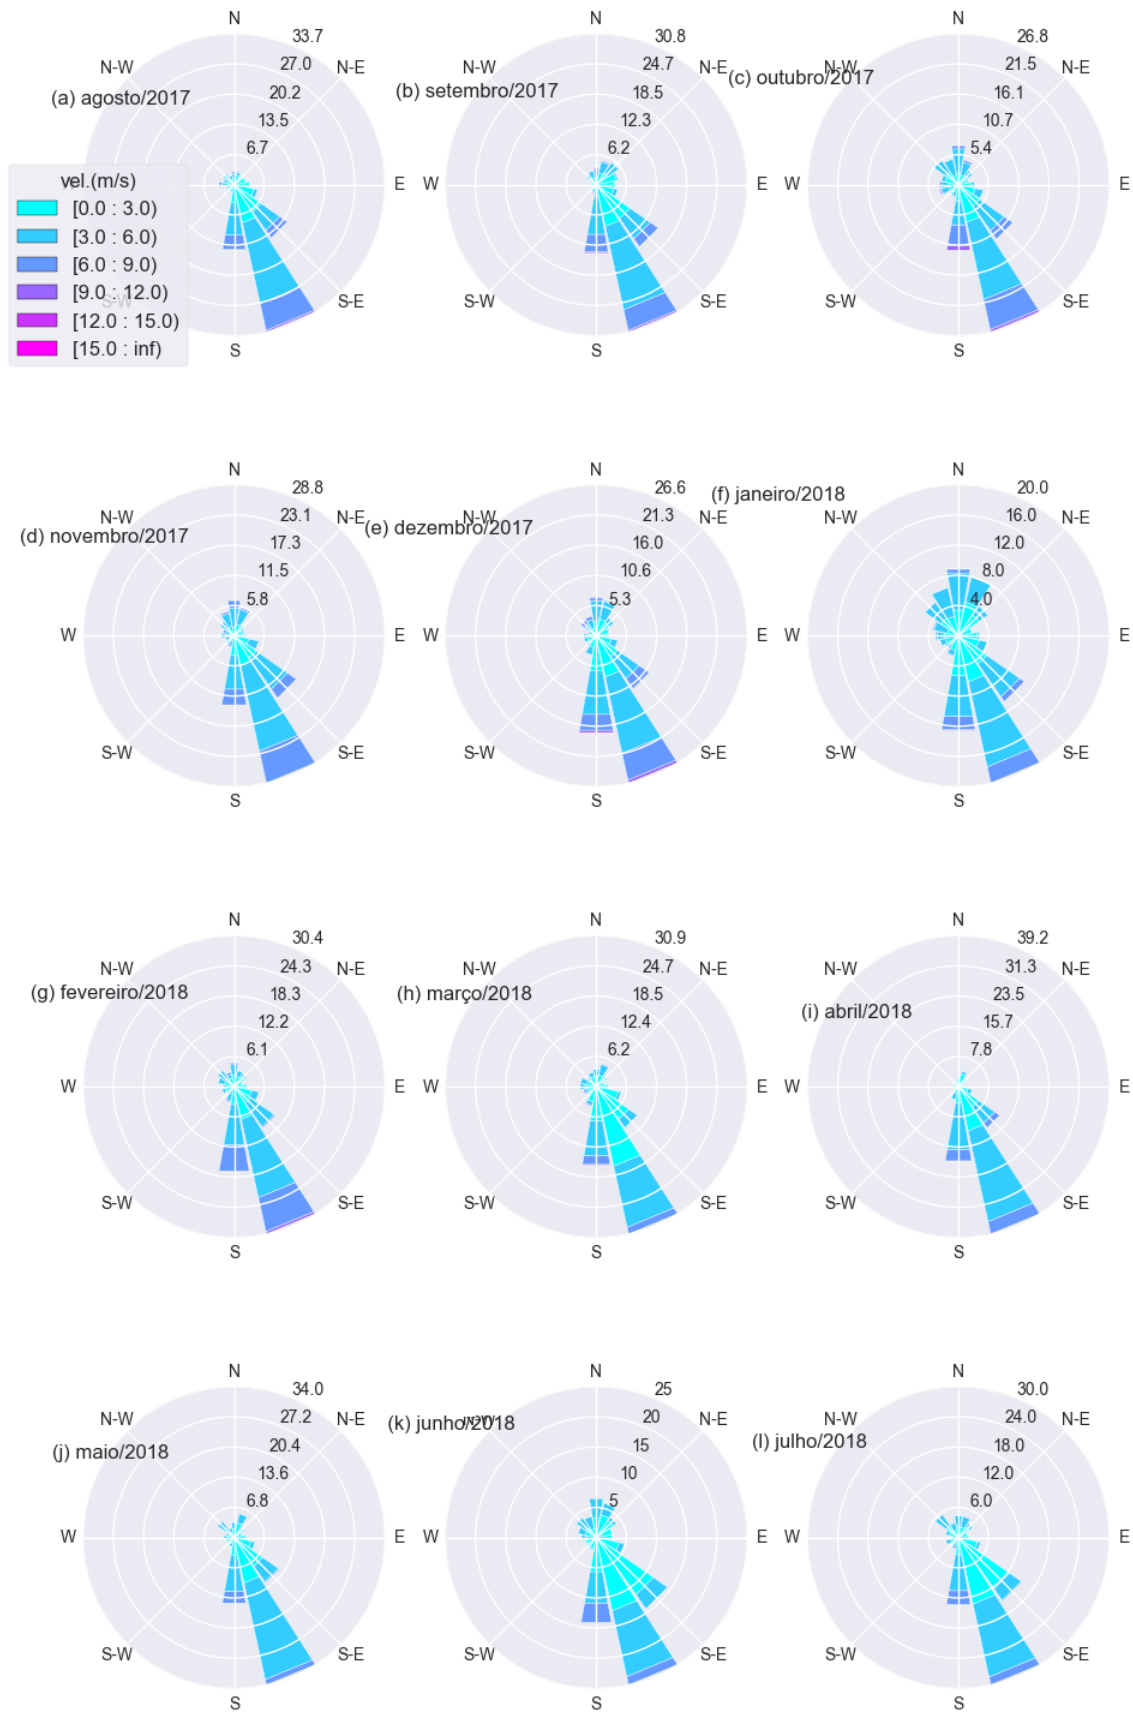 N
33.7
N-W
27.0
N-E
(a) agosto/2017
20.2
13.5
6.7
E
S-W
S-E
S
vel.(m/s)
[0.0 : 3.0)
[3.0 : 6.0)
[6.0 : 9.0)
[9.0 : 12.0)
[12.0 : 15.0)
[15.0 : inf)
N
30.8
N-W
24.7
N-E
(b) setembro/2017
18.5
12.3
6.2
W
E
S-W
S-E
S
N
26.8
N-W
21.5
N-E
(c) outubro/2017
16.1
10.7
5.4
W
E
S-W
S-E
S
N
28.8
N-W
23.1
N-E
(d) novembro/2017
17.3
11.5
5.8
W
E
S-W
S-E
S
N
26.6
N-W
21.3
N-E
(e) dezembro/2017
16.0
10.6
5.3
W
E
S-W
S-E
S
N
20.0
(f) janeiro/2018
N-W
16.0
N-E
12.0
8.0
4.0
W
E
S-W
S-E
S
N
30.4
N-W
24.3
N-E
(g) fevereiro/2018
18.3
12.2
6.1
W
E
S-W
S-E
S
N
30.9
N-W
24.7
N-E
(h) março/2018
18.5
12.4
6.2
W
E
S-W
S-E
S
N
39.2
N-W
31.3
N-E
(i) abril/2018
23.5
15.7
7.8
W
E
S-W
S-E
S
N
34.0
N-W
27.2
N-E
(j) maio/2018
20.4
13.6
6.8
W
E
S-W
S-E
S
N
25
N-W
20
N-E
(k) junho/2018
15
10
5
W
E
S-W
S-E
S
N
30.0
N-W
24.0
N-E
(l) julho/2018
18.0
12.0
6.0
W
E
S-W
S-E
S